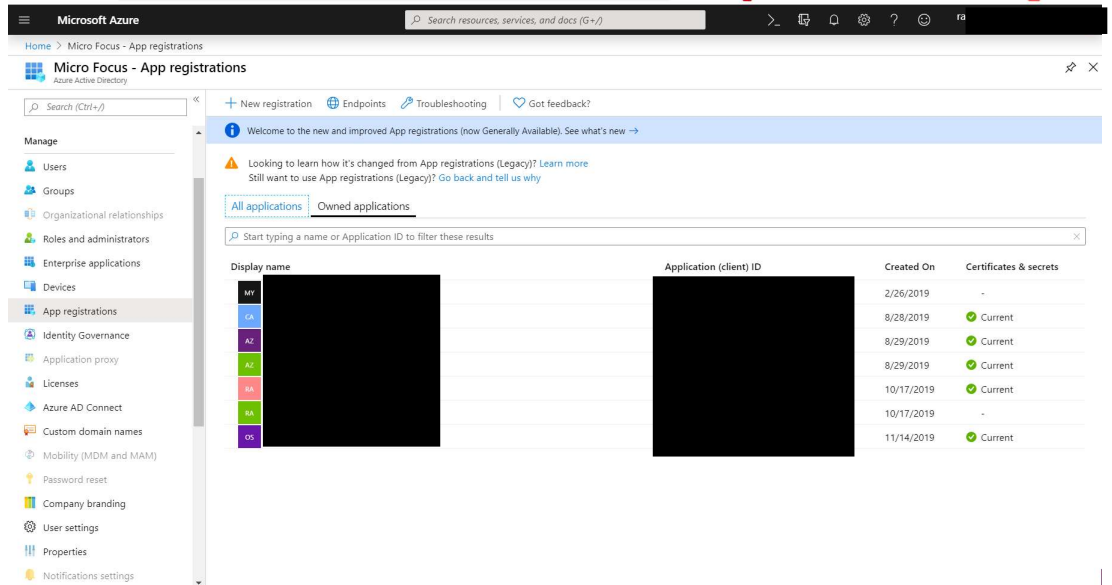 Microsoft Azure
Search resources, services, and docs (G+/)
ra
Home > Micro Focus - App registrations
Micro Focus - App registrations
Azure Active Directory
Search (Ctrl+/)
«
New registration Endpoints Troubleshooting Got feedback?
Welcome to the new and improved App registrations (now Generally Available). See what's new →
Looking to learn how it's changed from App registrations (Legacy)? Learn more
Still want to use App registrations (Legacy)? Go back and tell us why
All applications Owned applications
Start typing a name or Application ID to filter these results
Display name Application (client) ID Created On Certificates & secrets
MY 2/26/2019 -
CA 8/28/2019 Current
AZ 8/29/2019 Current
AZ 8/29/2019 Current
RA 10/17/2019 Current
RA 10/17/2019 -
OS 11/14/2019 Current
Manage
Users
Groups
Organizational relationships
Roles and administrators
Enterprise applications
Devices
App registrations
Identity Governance
Application proxy
Licenses
Azure AD Connect
Custom domain names
Mobility (MDM and MAM)
Password reset
Company branding
User settings
Properties
Notifications settings